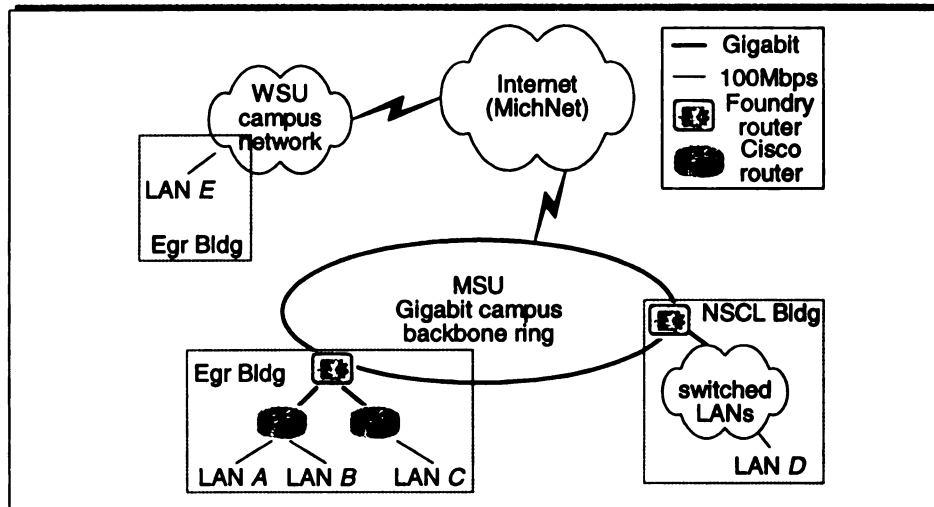 WSU
campus
network
Internet
(MichNet)
Gigabit
100Mbps
Foundry
router
Cisco
router
LAN E
Egr Bldg
MSU
Gigabit campus
backbone ring
NSCL Bldg
switched
LANs
LAN D
Egr Bldg
LAN A LAN B LAN C